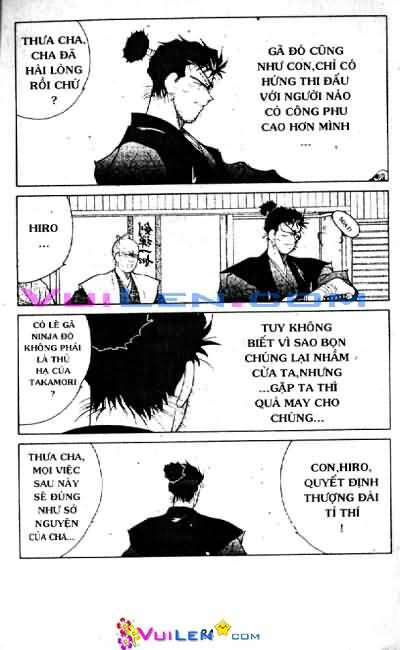 THƯA CHA,
CHA ĐÃ
HÀI LÒNG
RỒI CHỨ
?
GÃ ĐÓ CŨNG
NHƯ CON,CHỈ CÓ
HỨNG THI ĐẤU
VỚI NGƯỜI NÀO
CÓ CÔNG PHU
CAO HƠN MÌNH
...
HIRO
...
VUILEN.COM
CÓ LẼ GÃ
NINJA ĐÓ
KHÔNG PHẢI
LÀ THỦ
HẠ CỦA
TAKAMORI
?
TUY KHÔNG
BIẾT VÌ SAO BỌN
CHÚNG LẠI NHẮM
CỬA TA,NHƯNG
...GẶP TA THÌ
QUẢ MAY CHO
CHÚNG...
THƯA CHA,
MỌI VIỆC
SAU NÀY
SẼ ĐÚNG
NHƯ SỞ
NGUYỆN
CỦA CHA...
CON,HIRO,
QUYẾT ĐỊNH
THƯỢNG ĐÀI
TỈ THÍ
!
VUILEN.COM